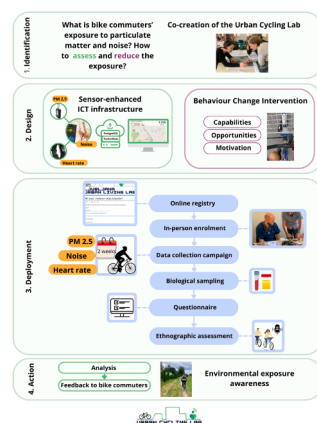 1. Identification
What is bike commuters'
exposure to particulate
matter and noise? How
to assess and reduce the
exposure?
Co-creation of the Urban Cycling Lab
2. Design
PM 2.5
Noise
Heart rate
Sensor-enhanced
ICT infrastructure
Behaviour Change Intervention
Capabilities
Opportunities
Motivation
3. Deployment
URBAN LIVING LAB
PM 2.5
Noise
Heart rate
2 weeks
Online registry
In-person enrolment
Data collection campaign
Biological sampling
Questionnaire
Ethnographic assessment
4. Action
Analysis
Feedback to bike commuters
Environmental exposure
awareness
URBAN CYCLING LAB